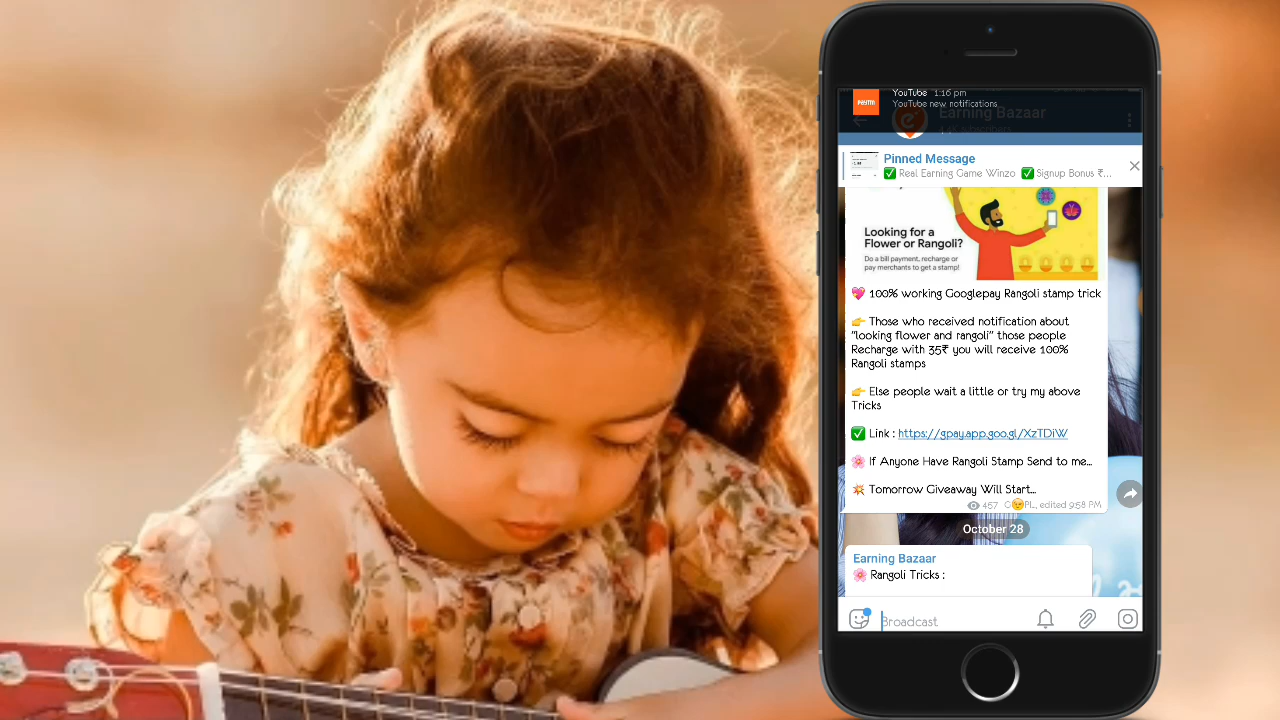 YouTube 1:16 pm
paytm
YouTube new notifications
Earning Bazaar
subscribers
Pinned Message
✅ Real Earning Game Winzo ✅ Signup Bonus ₹...
Looking for a
Flower or Rangoli?
Do a bill payment, recharge or
pay merchants to get a stamp!
💖 100% working Googlepay Rangoli stamp trick
👉 Those who received notification about
"looking flower and rangoli" those people
Recharge with 35₹ you will receive 100%
Rangoli stamps
👉 Else people wait a little or try my above
Tricks
✅ Link : https://gpay.app.goo.gl/XzTDiW
🌸 If Anyone Have Rangoli Stamp Send to me...
💥 Tomorrow Giveaway Will Start...
467 C😉Pl..., edited 9:58 PM
October 28
Earning Bazaar
🌸 Rangoli Tricks :
Broadcast